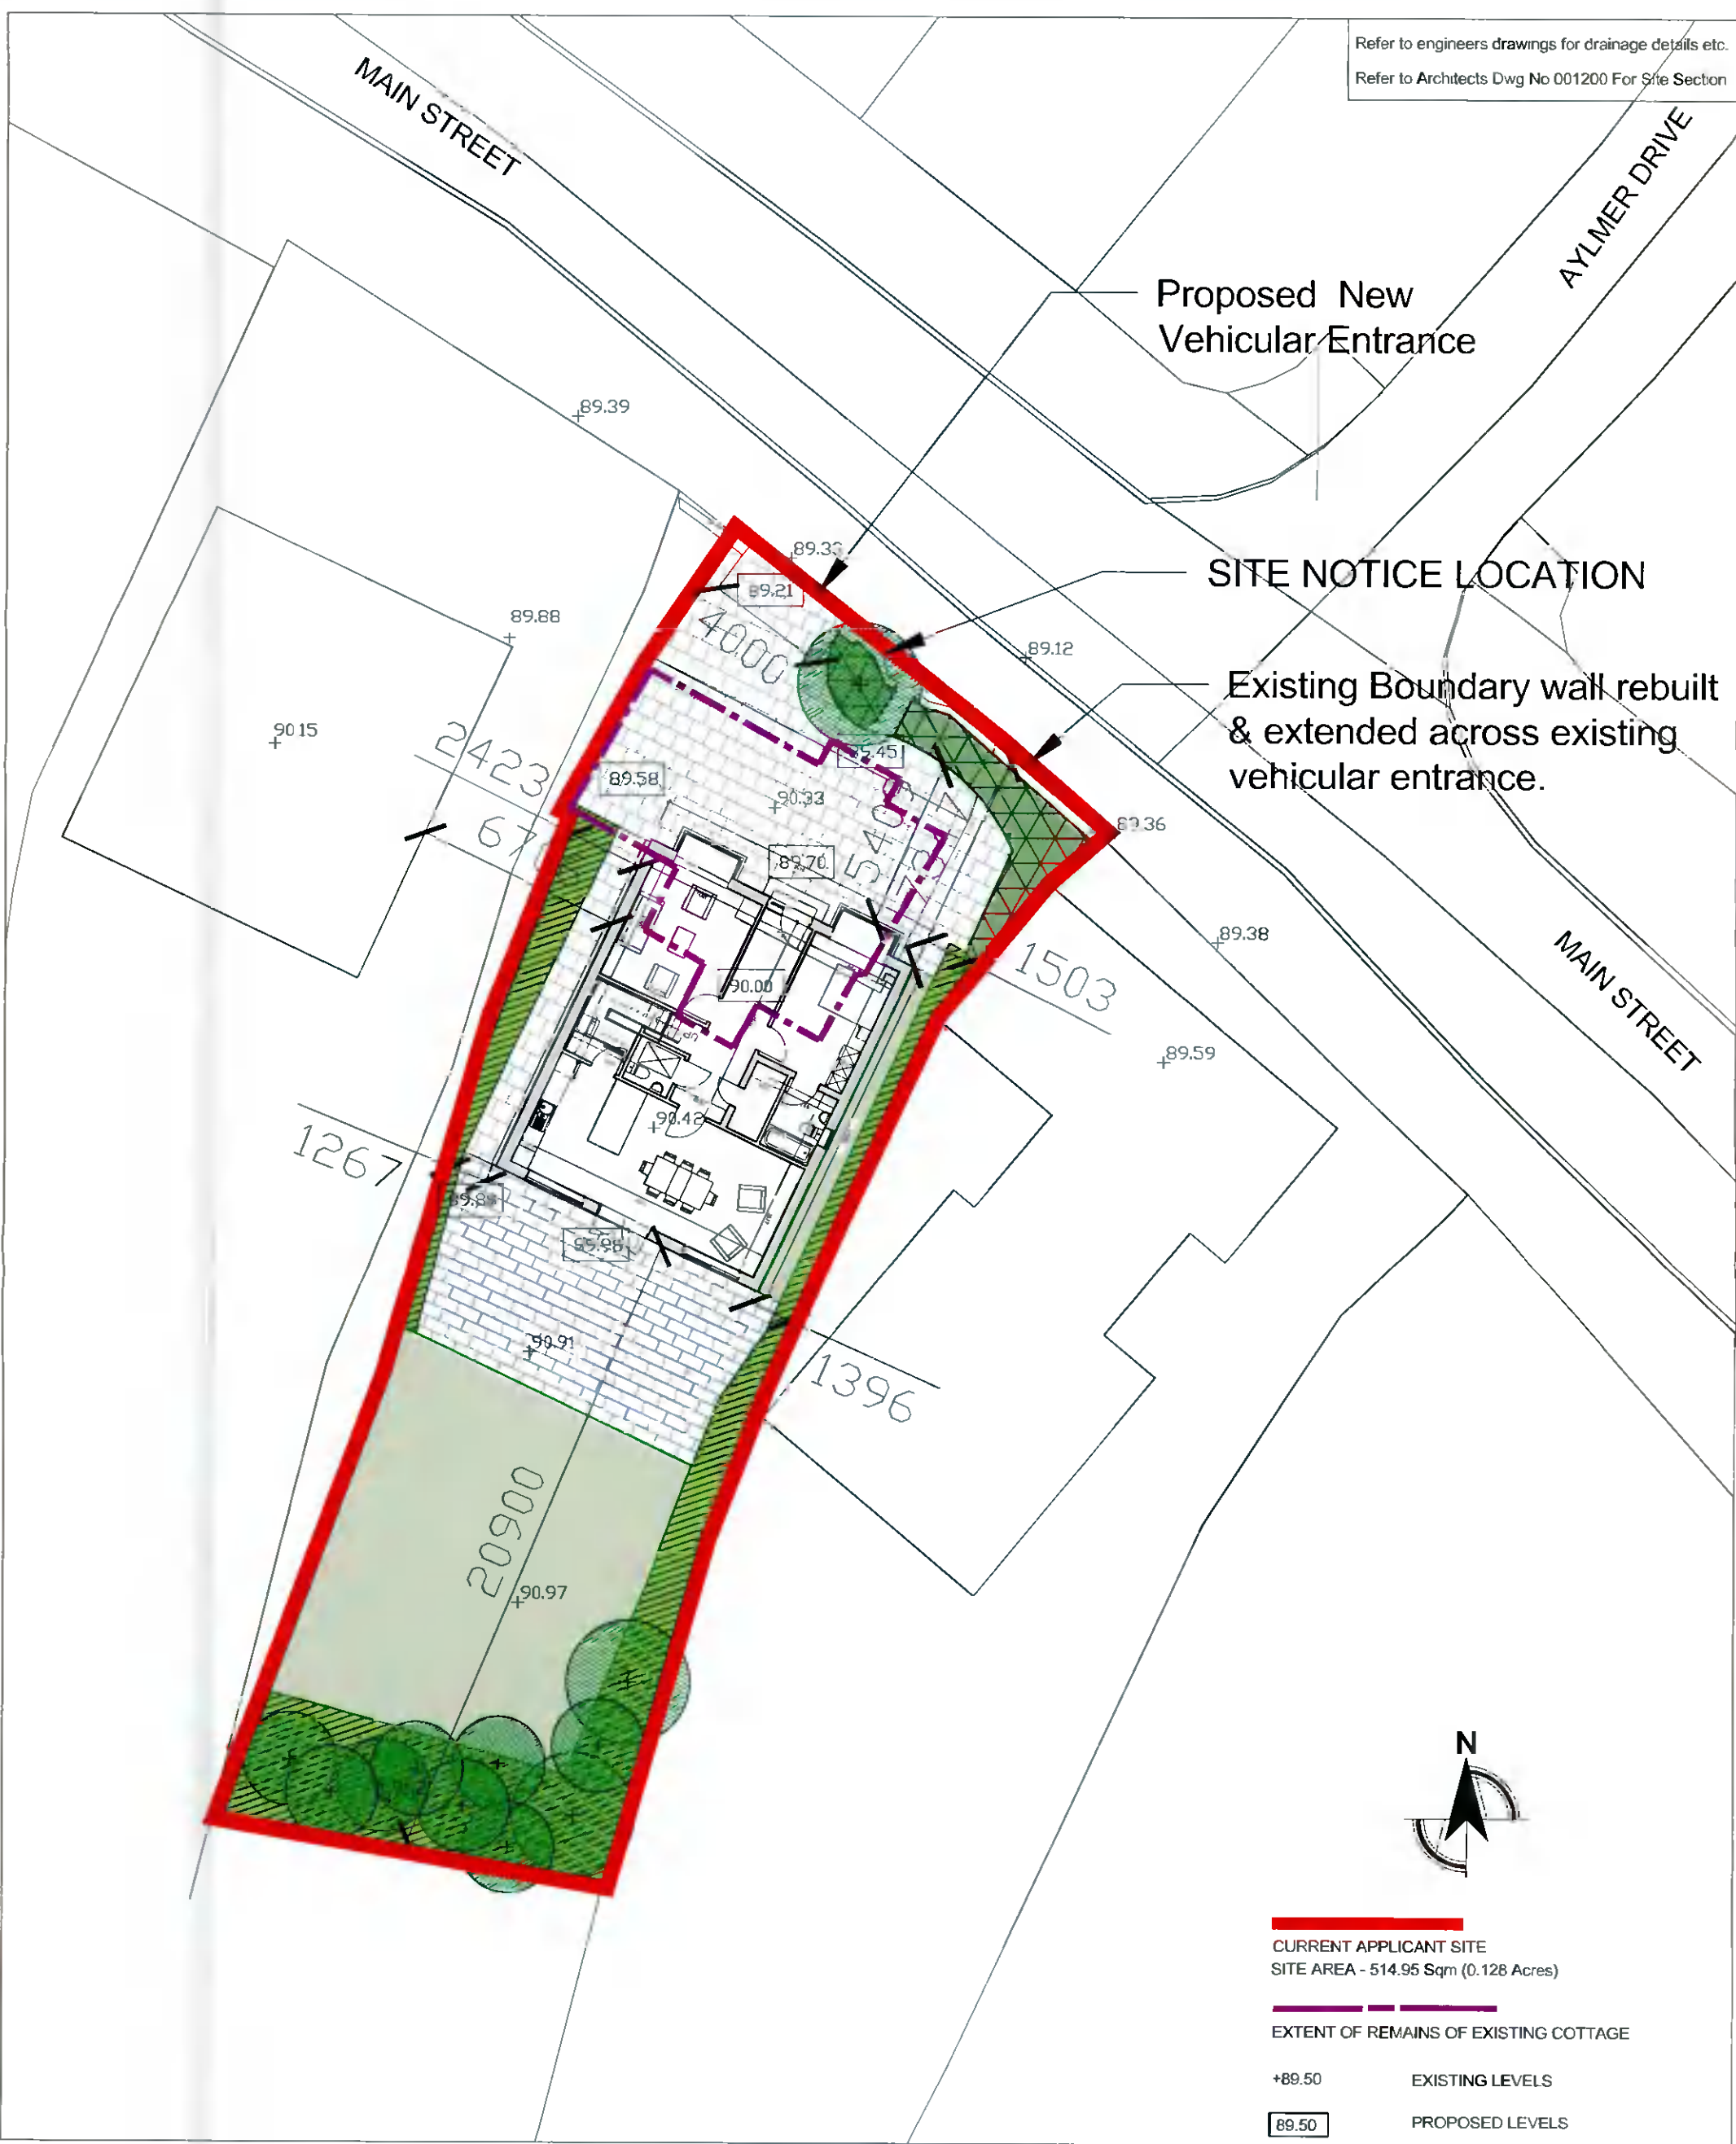 Refer to engineers drawings for drainage details etc.
Refer to Architects Dwg No 001200 For Site Section
MAIN STREET
AYLMER DRIVE
Proposed New
Vehicular Entrance
89.39
SITE NOTICE LOCATION
89.21
89.88
4000
89.12
Existing Boundary wall rebuilt
& extended across existing
vehicular entrance.
90.15
2423
89.58
90.33
89.36
89.70
89.38
1503
MAIN STREET
90.00
89.59
UP
90.42
1267
90.91
1396
20900
90.97
N
CURRENT APPLICANT SITE
SITE AREA - 514.95 Sqm (0.128 Acres)
EXTENT OF REMAINS OF EXISTING COTTAGE
+89.50 EXISTING LEVELS
89.50 PROPOSED LEVELS